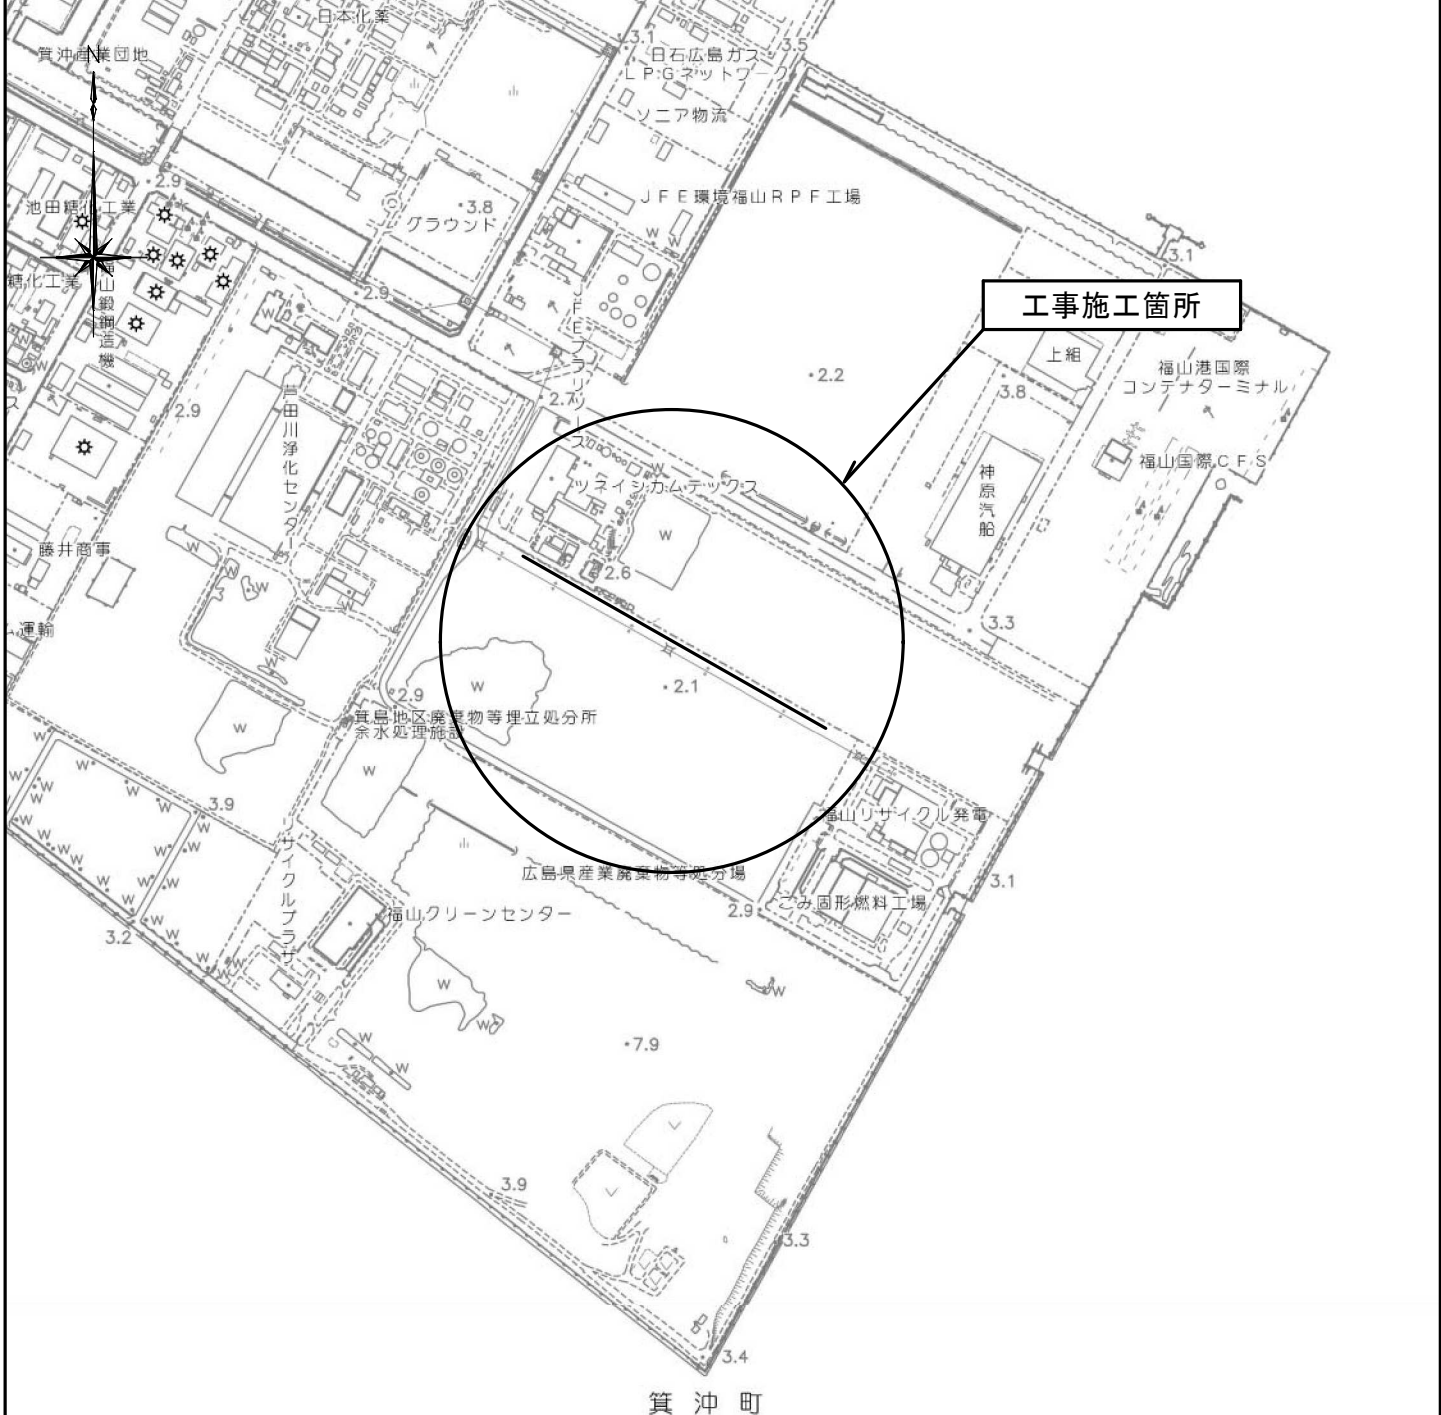 日本化薬
3.1
3.5
箕沖産業団地
N
日石広島ガス
LPGネットワーク
ソニア物流
2.9
JFE環境福山RPF工場
池田糖化工業
3.8
グラウンド
W W
3.1
糖化工業
福山鍛鋼造機
2.9
JFEプラリソース
工事施工箇所
上組
福山港国際
コンテナターミナル
2.2
3.8
2.7
2.9
芦田川浄化センター
W
福山国際CFS
ツネイシカムテックス
神原汽船
W
藤井商事
W
2.6
W
W
W
3.3
運輸
W
W
2.1
2.9
箕島地区廃棄物等埋立処分所
余水処理施設
W
W
3.9
福山リサイクル発電
リサイクルプラザ
広島県産業廃棄物等処分場
3.1
2.9
ごみ固形燃料工場
福山クリーンセンター
3.2
W
W
W
7.9
W
W
3.9
3.3
3.4
箕沖町